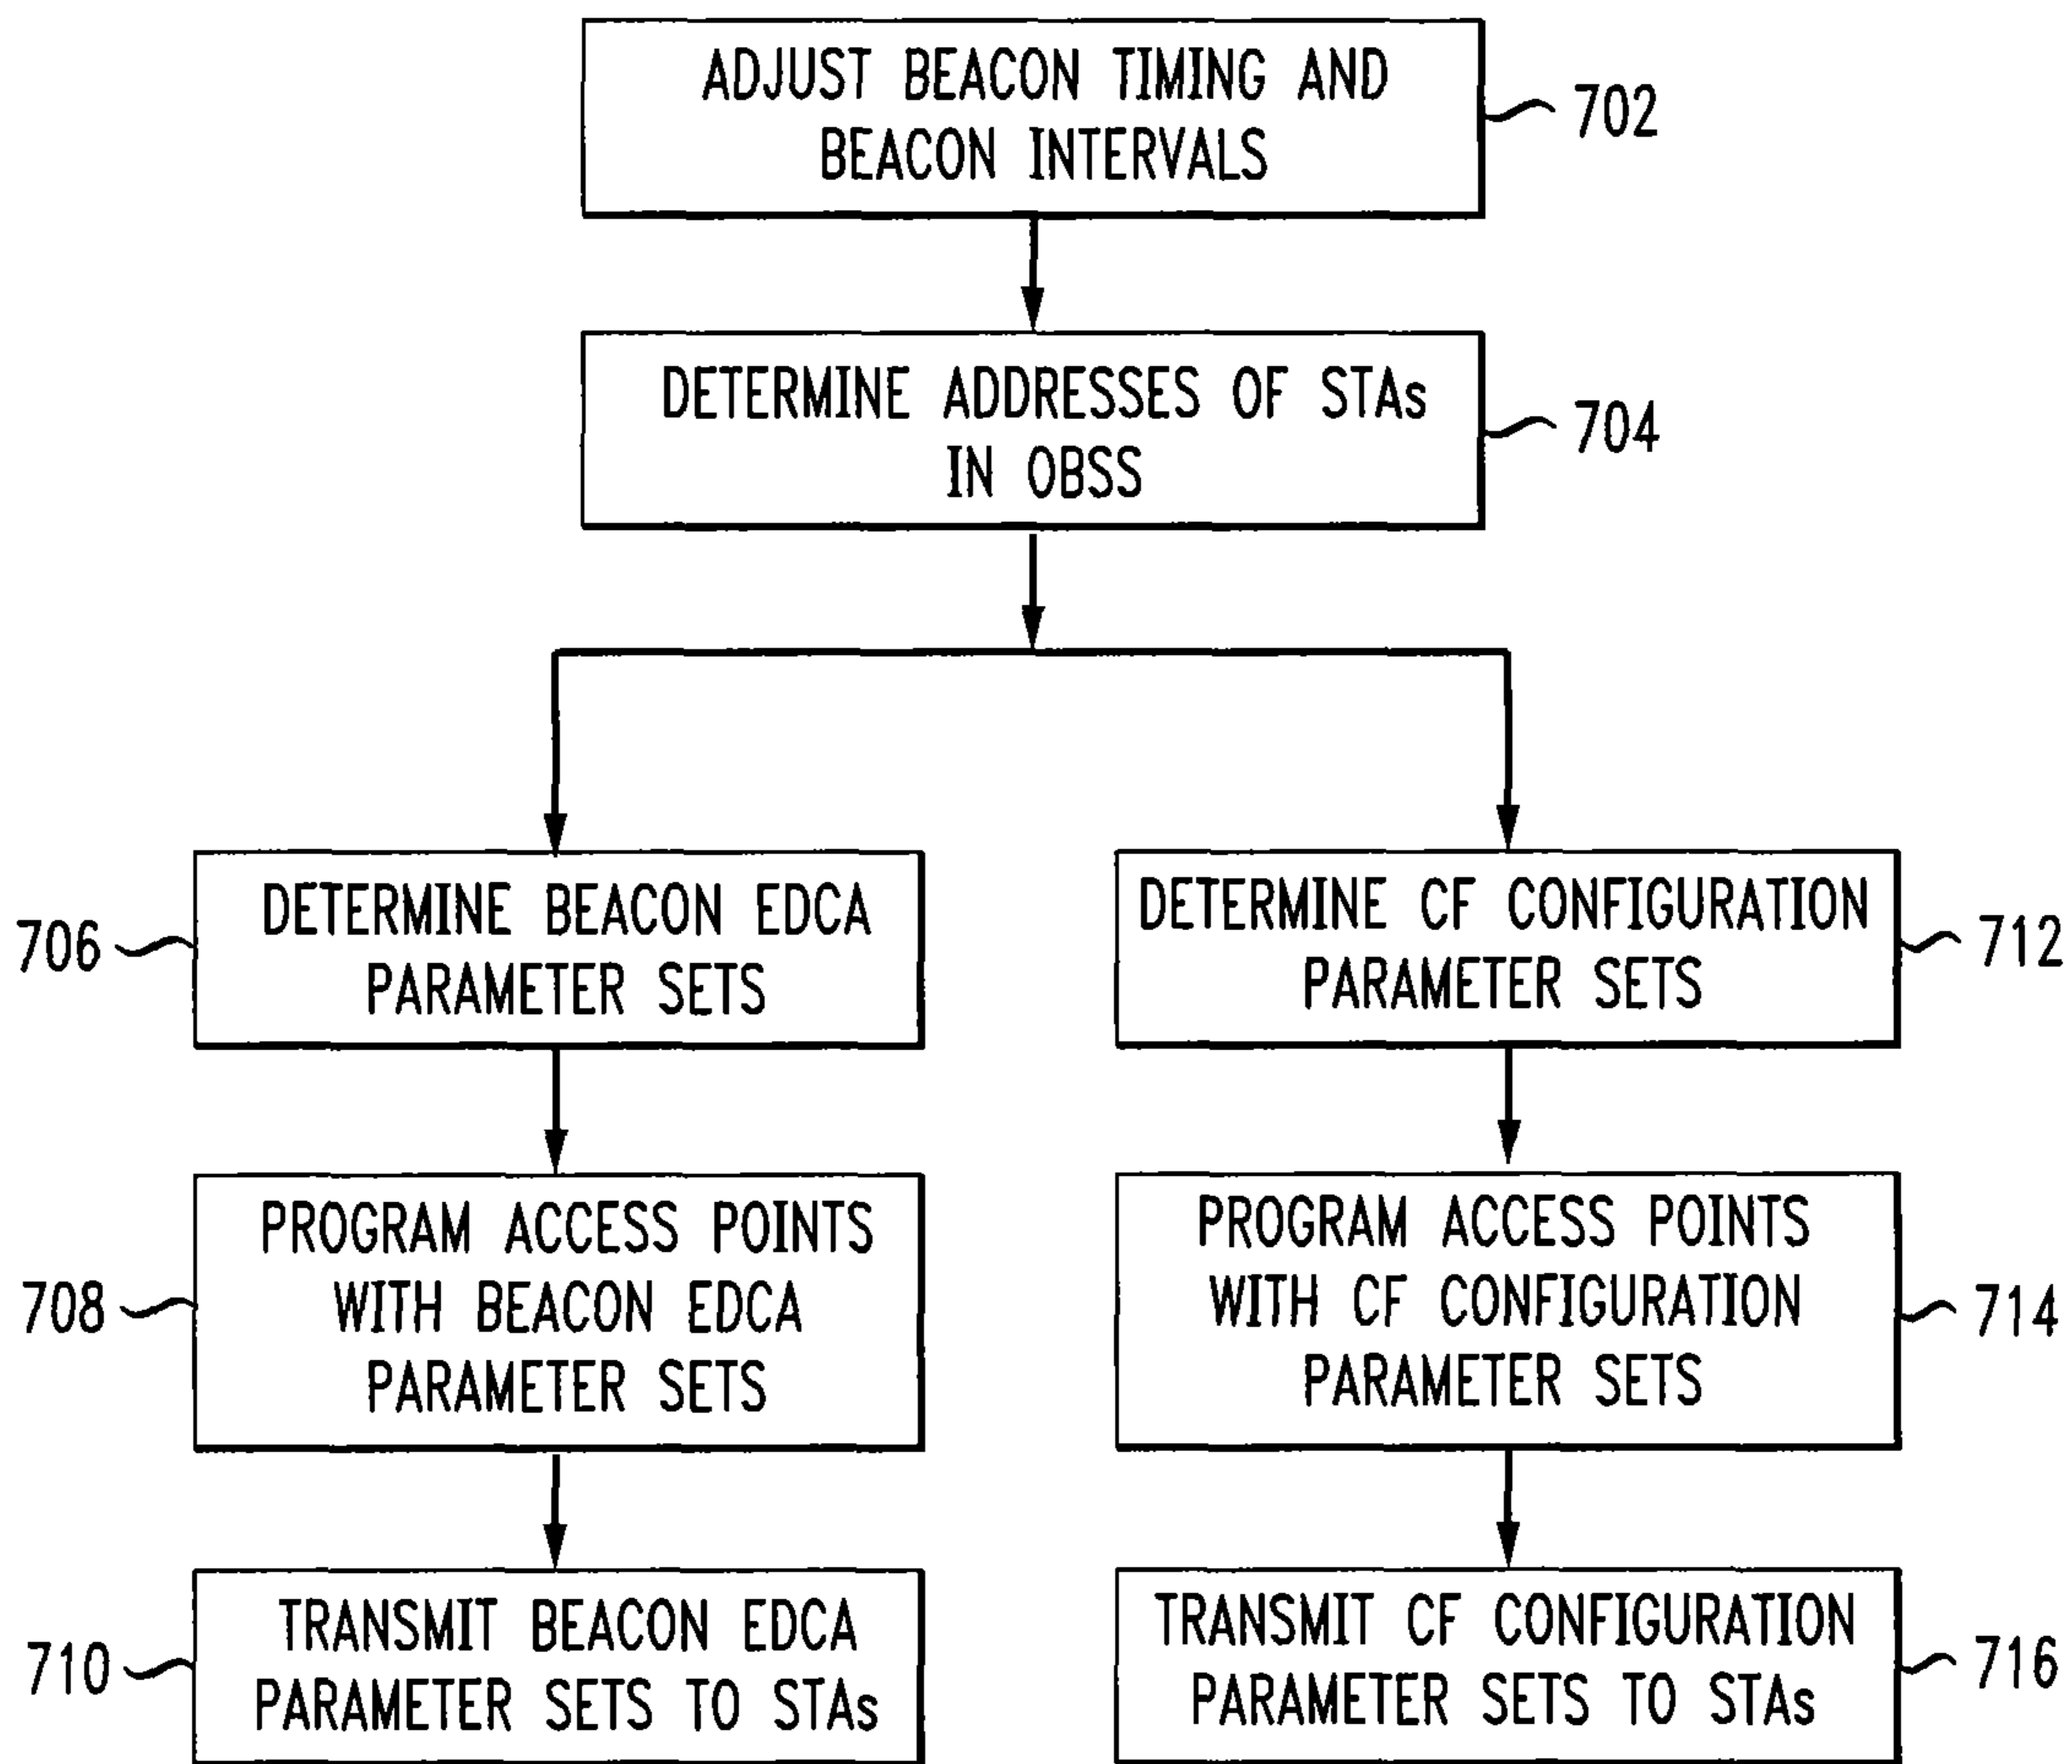 ADJUST BEACON TIMING AND
BEACON INTERVALS
702
DETERMINE ADDRESSES OF STAs
IN OBSS
704
706
DETERMINE BEACON EDCA
PARAMETER SETS
708
PROGRAM ACCESS POINTS
WITH BEACON EDCA
PARAMETER SETS
710
TRANSMIT BEACON EDCA
PARAMETER SETS TO STAs
DETERMINE CF CONFIGURATION
PARAMETER SETS
712
PROGRAM ACCESS POINTS
WITH CF CONFIGURATION
PARAMETER SETS
714
TRANSMIT CF CONFIGURATION
PARAMETER SETS TO STAs
716